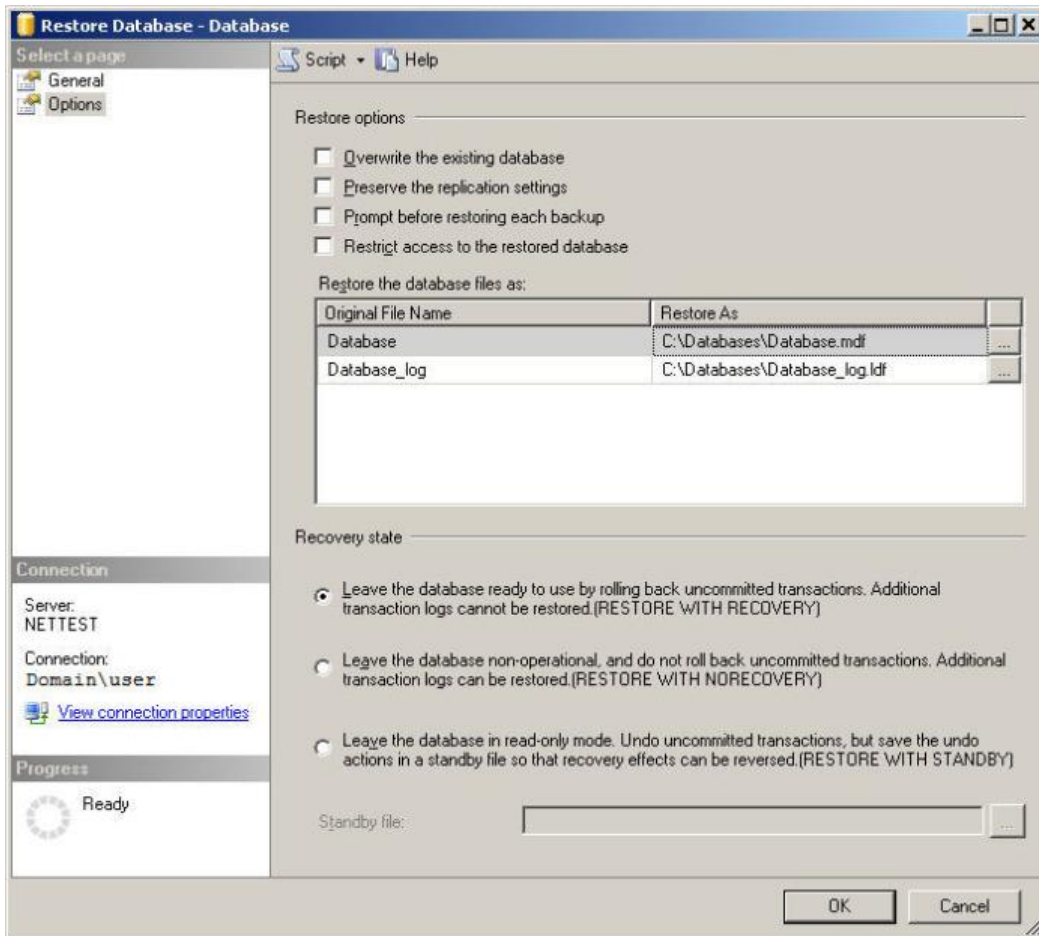 Restore Database - Database
Select a page
General
Options
Script
Help
Restore options
Overwrite the existing database
Preserve the replication settings
Prompt before restoring each backup
Restrict access to the restored database
Restore the database files as:
Original File Name Restore As
Database C:\Databases\Database.mdf ...
Database_log C:\Databases\Database_log.ldf ...
Recovery state
Leave the database ready to use by rolling back uncommitted transactions. Additional
transaction logs cannot be restored.(RESTORE WITH RECOVERY)
Leave the database non-operational, and do not roll back uncommitted transactions. Additional
transaction logs can be restored.(RESTORE WITH NORECOVERY)
Leave the database in read-only mode. Undo uncommitted transactions, but save the undo
actions in a standby file so that recovery effects can be reversed.(RESTORE WITH STANDBY)
Standby file: ...
Connection
Server:
NETTEST
Connection:
Domain\user
View connection properties
Progress
Ready
OK Cancel